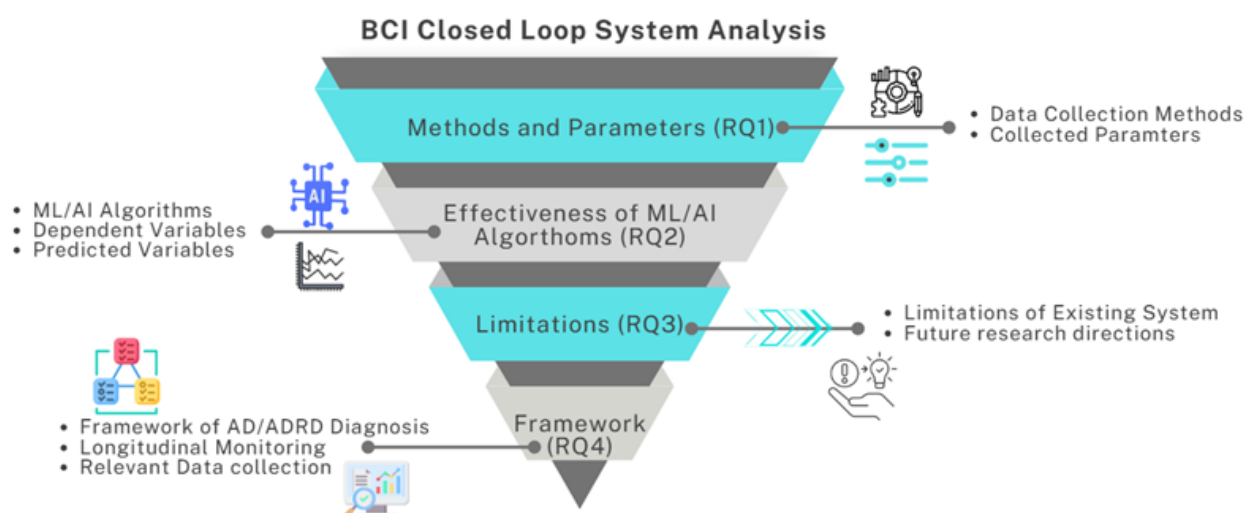 BCI Closed Loop System Analysis
Methods and Parameters (RQ1)
• Data Collection Methods
• Collected Paramters
AI
Effectiveness of ML/AI
Algorthoms (RQ2)
• ML/AI Algorithms
• Dependent Variables
• Predicted Variables
Limitations (RQ3)
• Limitations of Existing System
• Future research directions
Framework
(RQ4)
• Framework of AD/ADRD Diagnosis
• Longitudinal Monitoring
• Relevant Data collection